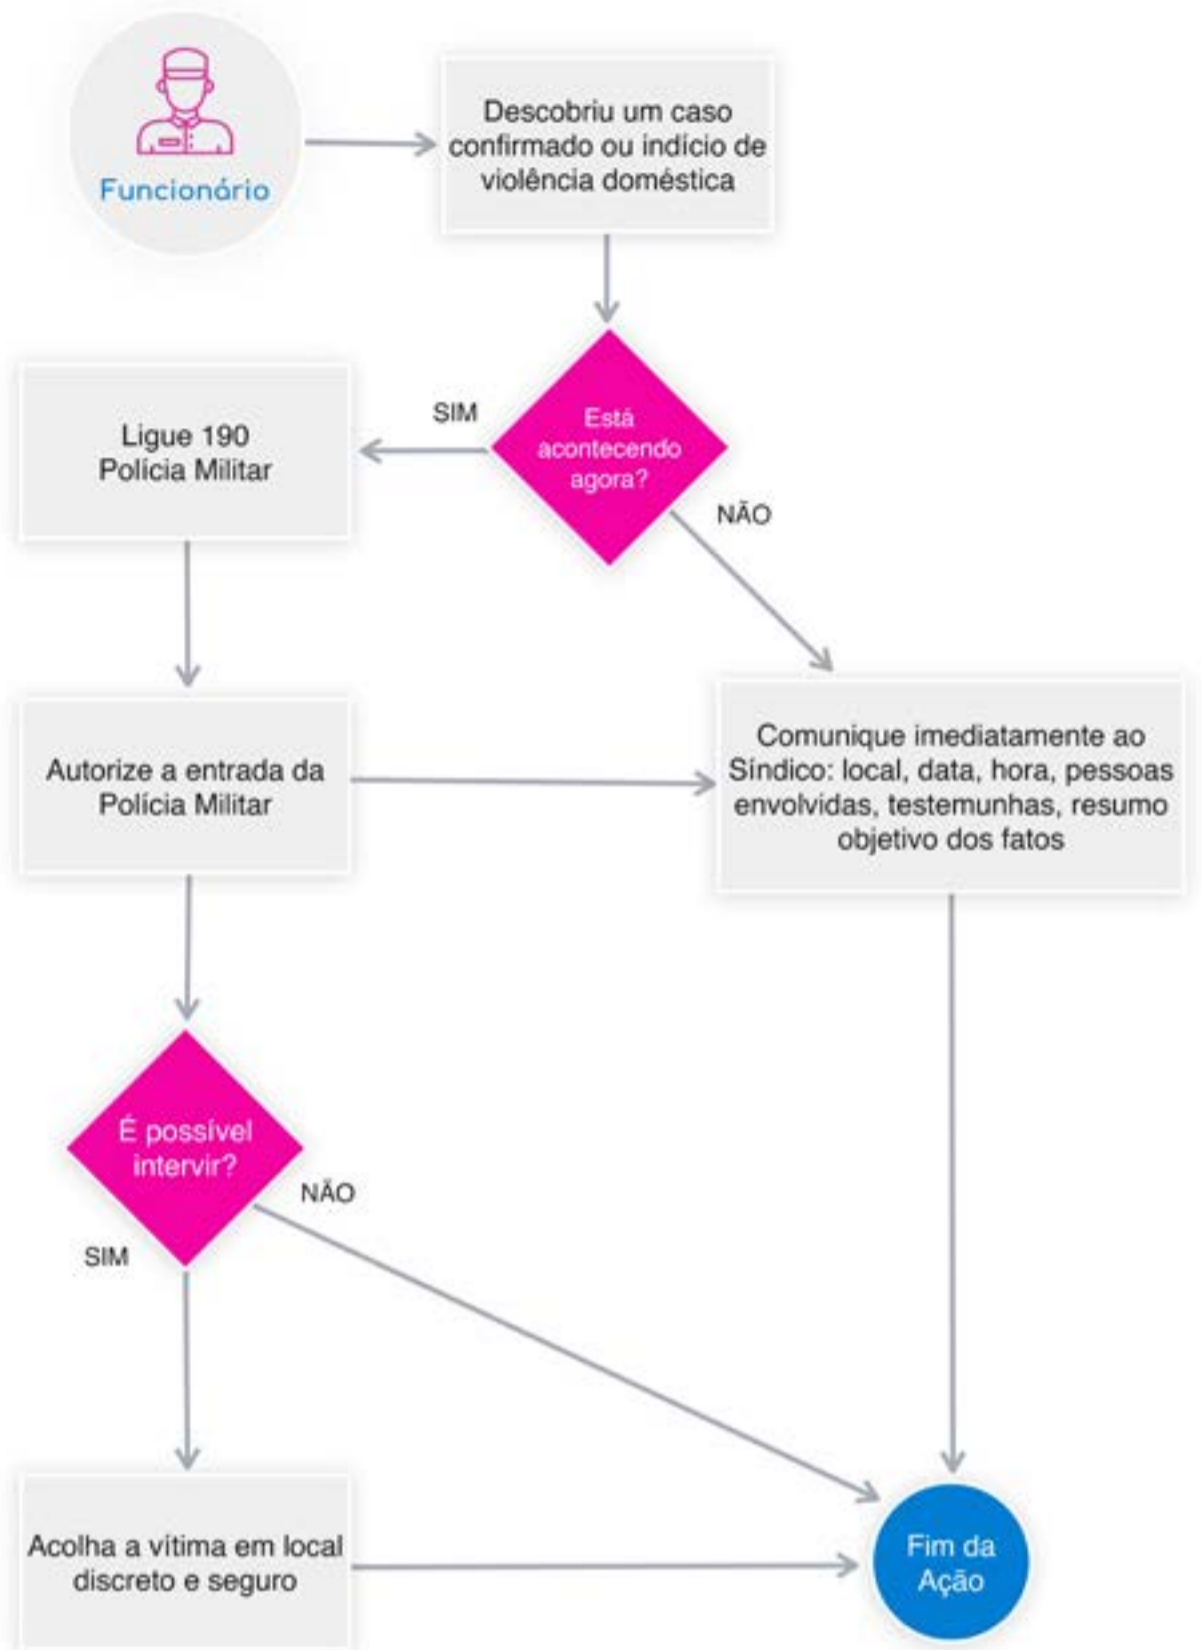 Funcionário
Descobriu um caso
confirmado ou indício de
violência doméstica
Está
acontecendo
agora?
SIM
NÃO
Ligue 190
Polícia Militar
Autorize a entrada da
Polícia Militar
Comunique imediatamente ao
Síndico: local, data, hora, pessoas
envolvidas, testemunhas, resumo
objetivo dos fatos
É possível
intervir?
NÃO
SIM
Acolha a vítima em local
discreto e seguro
Fim da
Ação